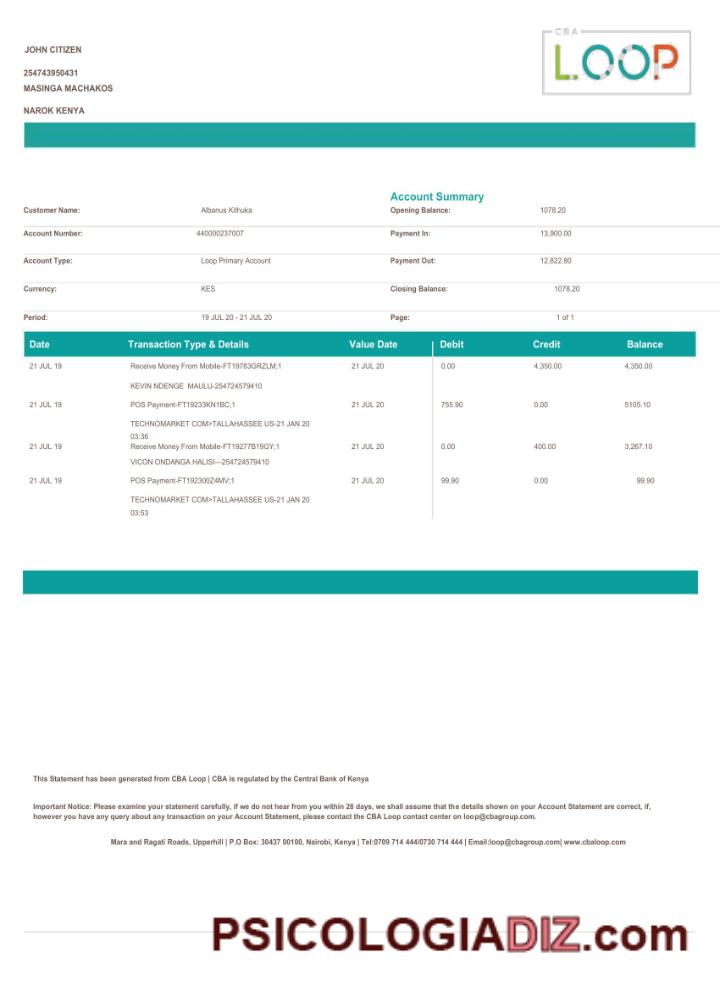 JOHN CITIZEN
CBA
LOOP
254743950431
MASINGA MACHAKOS
NAROK KENYA
Account Summary
Customer Name: Albanus Kithuka Opening Balance: 1078.20
Account Number: 440000237007 Payment In: 13,900.00
Account Type: Loop Primary Account Payment Out: 12,822.80
Currency: KES Closing Balance: 1078.20
Period: 19 JUL 20 - 21 JUL 20 Page: 1 of 1
Date Transaction Type & Details Value Date Debit Credit Balance
21 JUL 19 Receive Money From Mobile-FT19783GRZLM;1 21 JUL 20 0.00 4,350.00 4,350.00
KEVIN NDENGE MAULU-254724579410
21 JUL 19 POS Payment-FT19233KN1BC;1 21 JUL 20 755.90 0.00 5105.10
TECHNOMARKET COM>TALLAHASSEE US-21 JAN 20
03:36
21 JUL 19 Receive Money From Mobile-FT19277B19GY;1 21 JUL 20 0.00 400.00 3,267.10
VICON ONDANGA HALISI---254724579410
21 JUL 19 POS Payment-FT192300Z4MV;1 21 JUL 20 99.90 0.00 99.90
TECHNOMARKET COM>TALLAHASSEE US-21 JAN 20
03:53
This Statement has been generated from CBA Loop | CBA is regulated by the Central Bank of Kenya
Important Notice: Please examine your statement carefully, if we do not hear from you within 28 days, we shall assume that the details shown on your Account Statement are correct, if,
however you have any query about any transaction on your Account Statement, please contact the CBA Loop contact center on loop@cbagroup.com.
Mara and Ragati Roads, Upperhill | P.O Box: 30437 00100, Nairobi, Kenya | Tel:0709 714 444/0730 714 444 | Email:loop@cbagroup.com| www.cbaloop.com
PSICOLOGIADIZ.com